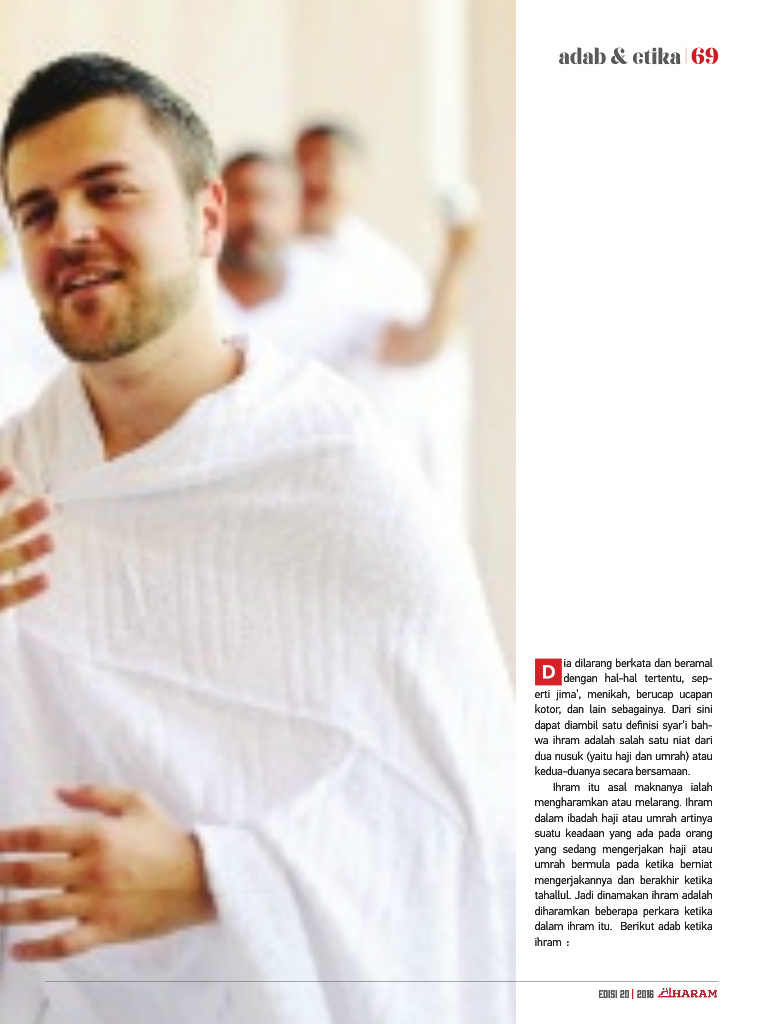 adab & etika | 69
Dia dilarang berkata dan beramal
dengan hal-hal tertentu, sep-
erti jima’, menikah, berucap ucapan
kotor, dan lain sebagainya. Dari sini
dapat diambil satu definisi syar’i bah-
wa ihram adalah salah satu niat dari
dua nusuk (yaitu haji dan umrah) atau
kedua-duanya secara bersamaan.
Ihram itu asal maknanya ialah
mengharamkan atau melarang. Ihram
dalam ibadah haji atau umrah artinya
suatu keadaan yang ada pada orang
yang sedang mengerjakan haji atau
umrah bermula pada ketika berniat
mengerjakannya dan berakhir ketika
tahallul. Jadi dinamakan ihram adalah
diharamkan beberapa perkara ketika
dalam ihram itu. Berikut adab ketika
ihram :
EDISI 20 | 2016 AlHARAM